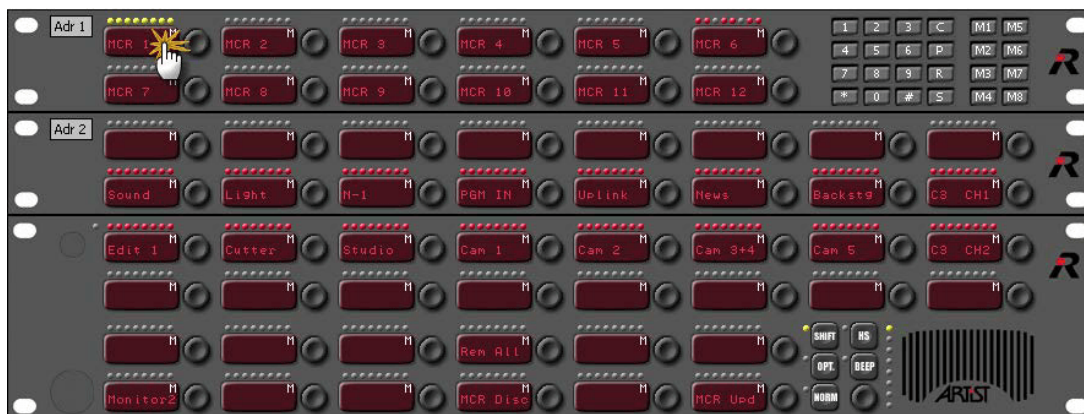 Adr 1
MCR 1 M MCR 2 M MCR 3 M MCR 4 M MCR 5 M MCR 6 M
1 2 3 C M1 M5
4 5 6 P M2 M6
MCR 7 M MCR 8 M MCR 9 M MCR 10 M MCR 11 M MCR 12 M
7 8 9 R M3 M7
* 0 # S M4 M8
R
Adr 2
M M M M M M M M
Sound M Light M N-1 M PGM IN M Uplink M News M Backst9 M C3 CH1 M
R
Edit 1 M Cutter M Studio M Cam 1 M Cam 2 M Cam 3+4 M Cam 5 M C3 CH2 M
R
M M M M M M M M
M M M Rem All M M M
SHIFT HS
OPT. BEEP
Monitor2 M M M MCR Disc M M MCR Upd M
NORM
ARTIST